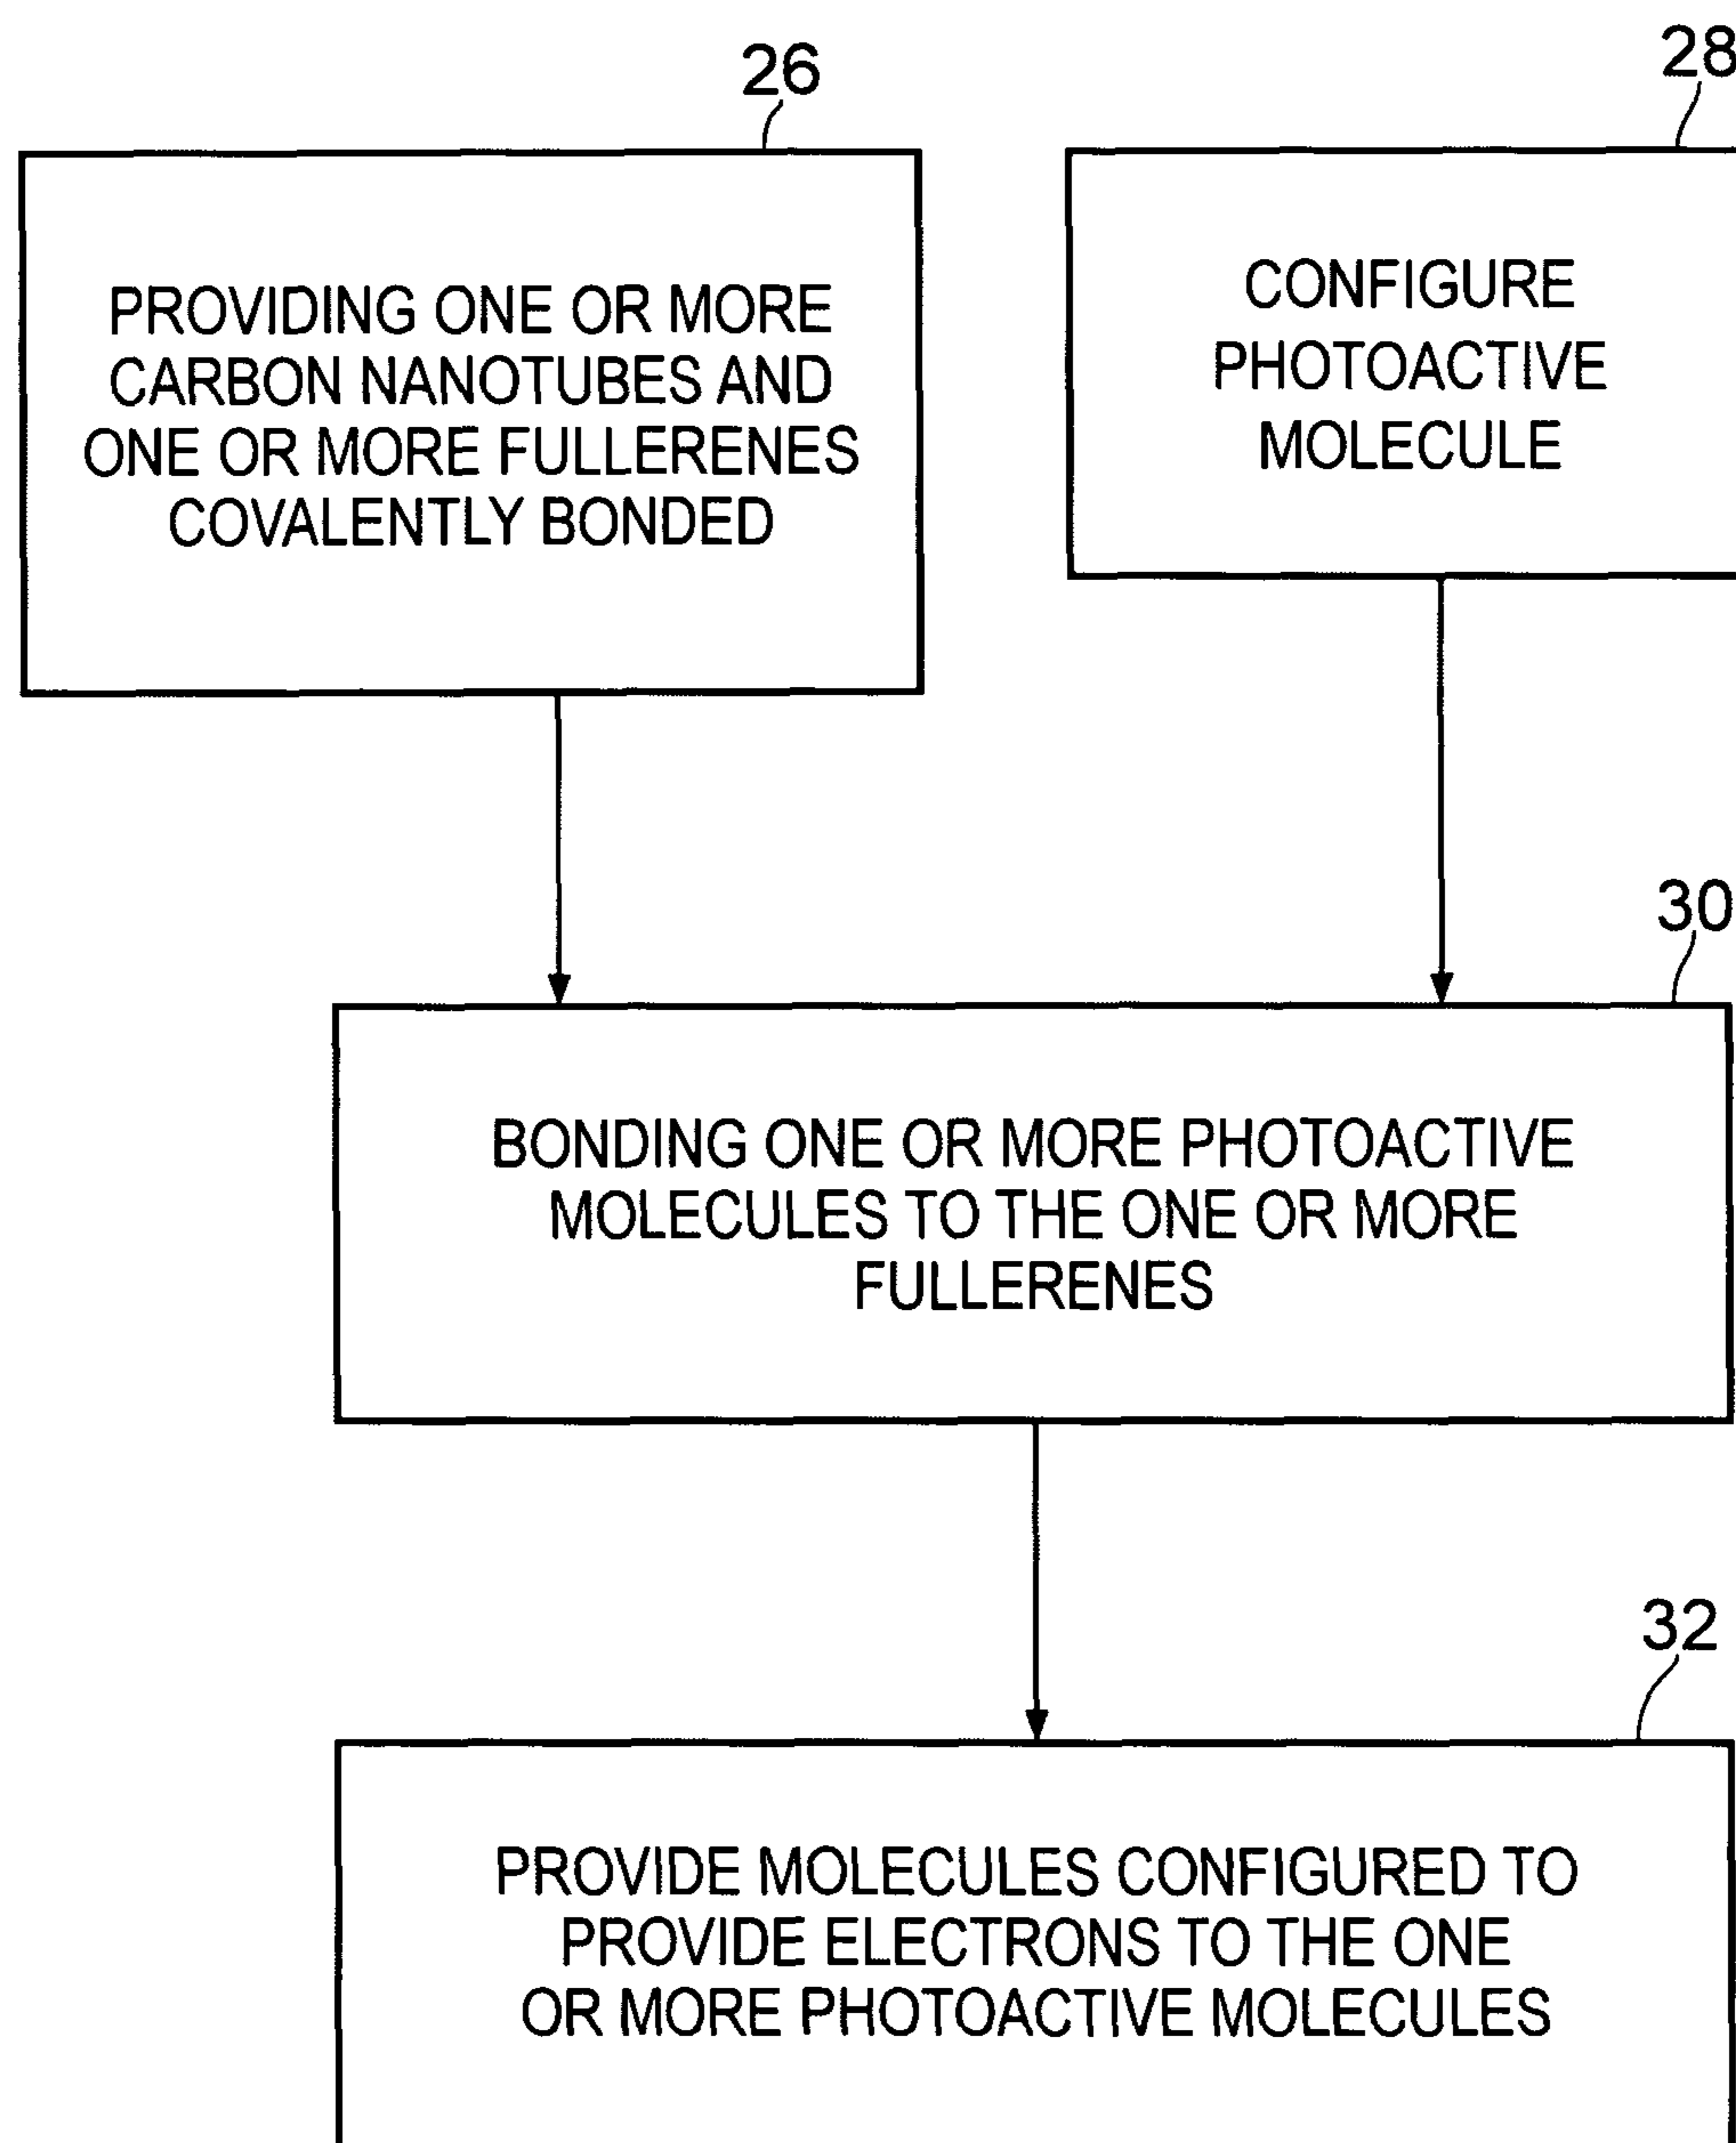 26
PROVIDING ONE OR MORE
CARBON NANOTUBES AND
ONE OR MORE FULLERENES
COVALENTLY BONDED
28
CONFIGURE
PHOTOACTIVE
MOLECULE
30
BONDING ONE OR MORE PHOTOACTIVE
MOLECULES TO THE ONE OR MORE
FULLERENES
32
PROVIDE MOLECULES CONFIGURED TO
PROVIDE ELECTRONS TO THE ONE
OR MORE PHOTOACTIVE MOLECULES